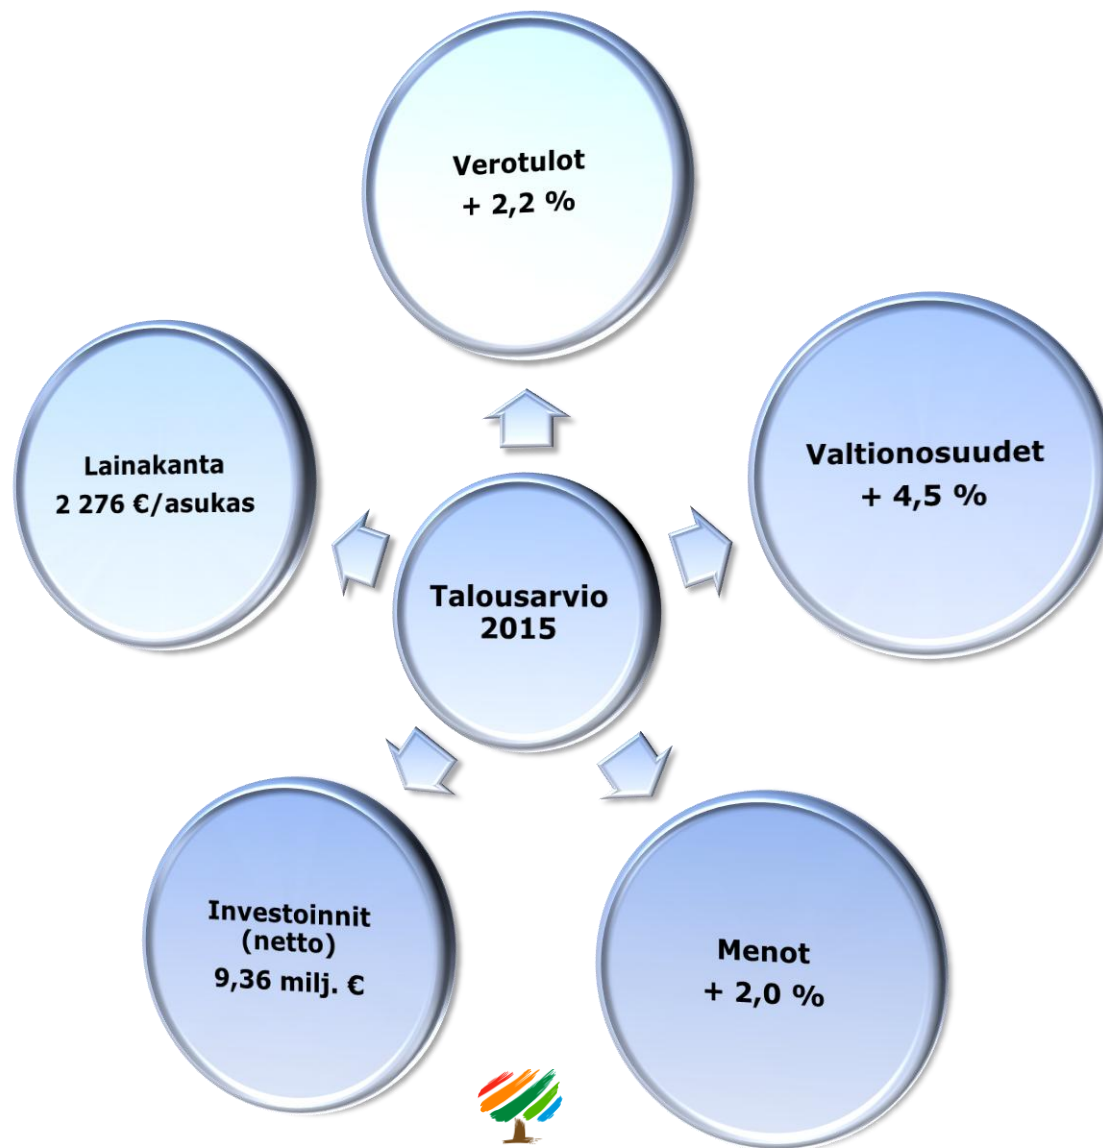 Verotulot
+ 2,2 %
Valtionosuudet
+ 4,5 %
Lainakanta
2 276 €/asukas
Talousarvio
2015
Investoinnit
(netto)
9,36 milj. €
Menot
+ 2,0 %